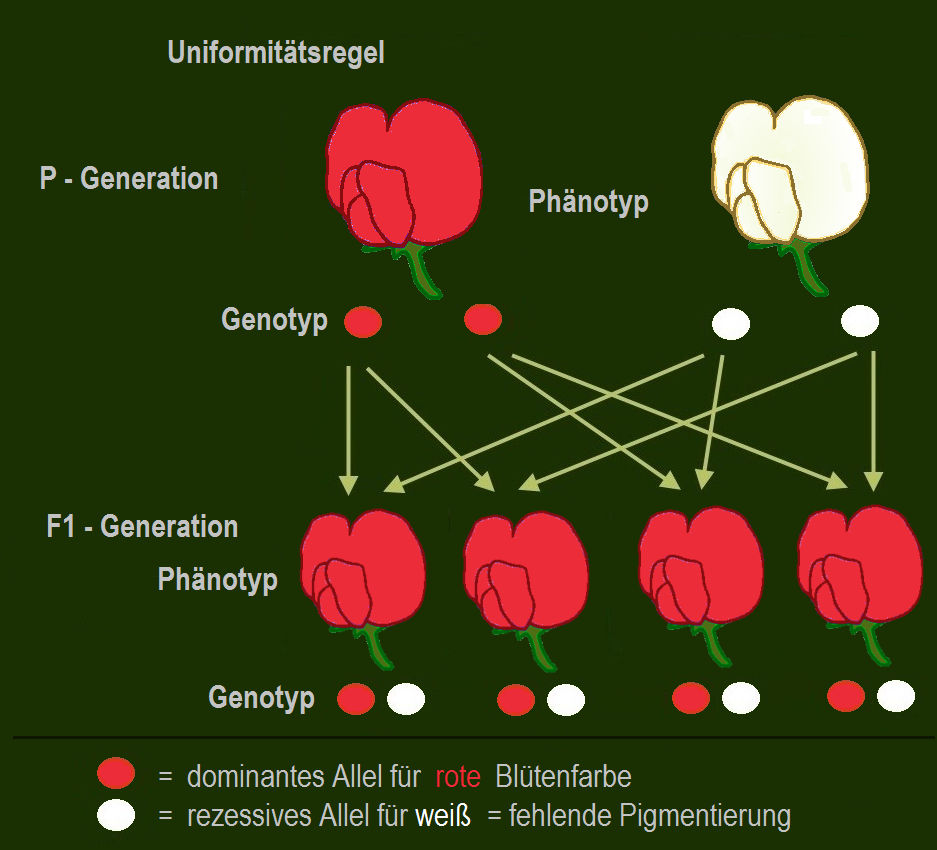 Uniformitätsregel
P - Generation
Phänotyp
Genotyp
F1 - Generation
Phänotyp
Genotyp
= dominantes Allel für rote Blütenfarbe
= rezessives Allel für weiß = fehlende Pigmentierung